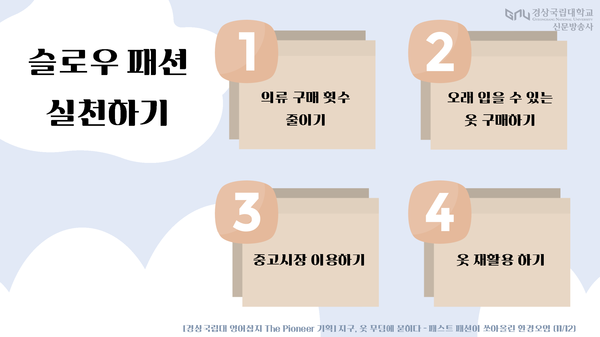 GNU 경상국립대학교
신문방송사
슬로우 패션
실천하기
1
의류 구매 횟수
줄이기
2
오래 입을 수 있는
옷 구매하기
3
중고시장 이용하기
4
옷 재활용 하기
[경상국립대 영어잡지 The Pioneer 기획] 지구, 옷 무덤에 묻히다 - 패스트 패션이 쏘아올린 환경오염 (11/12)